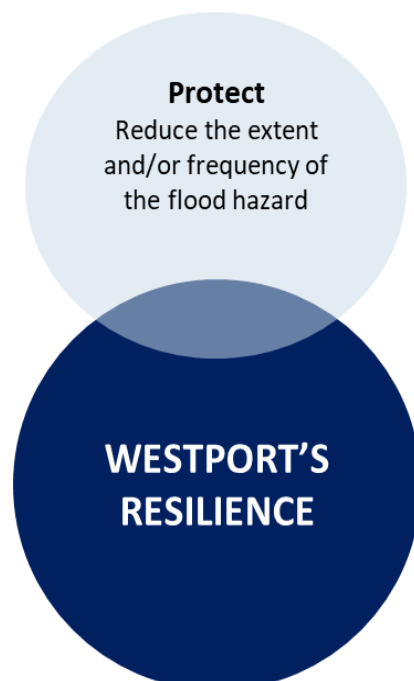 Protect
Reduce the extent
and/or frequency of
the flood hazard
WESTPORT’S
RESILIENCE